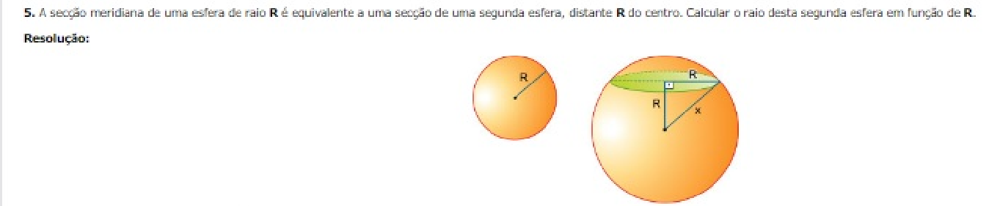 5. A secção meridiana de uma esfera de raio R é equivalente a uma secção de uma segunda esfera, distante R do centro. Calcular o raio desta segunda esfera em função de R.
Resolução:
R
R
R
x